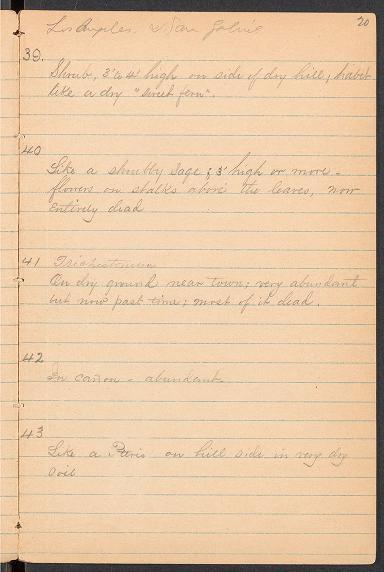 Los Angeles. & San Gabrie
20
39.
Shrub, 3' to 4' high on side of dry hill; habit
like a dry "sweet fern".
40
Like a shrubby sage; 3' high or more -
flowers on stalks above the leaves, now
entirely dead
41 Trichostema
On dry ground near town; very abundant
but now past time; most of it dead.
42
In cañon - abundant
43
Like a on hill side in very dry
soil